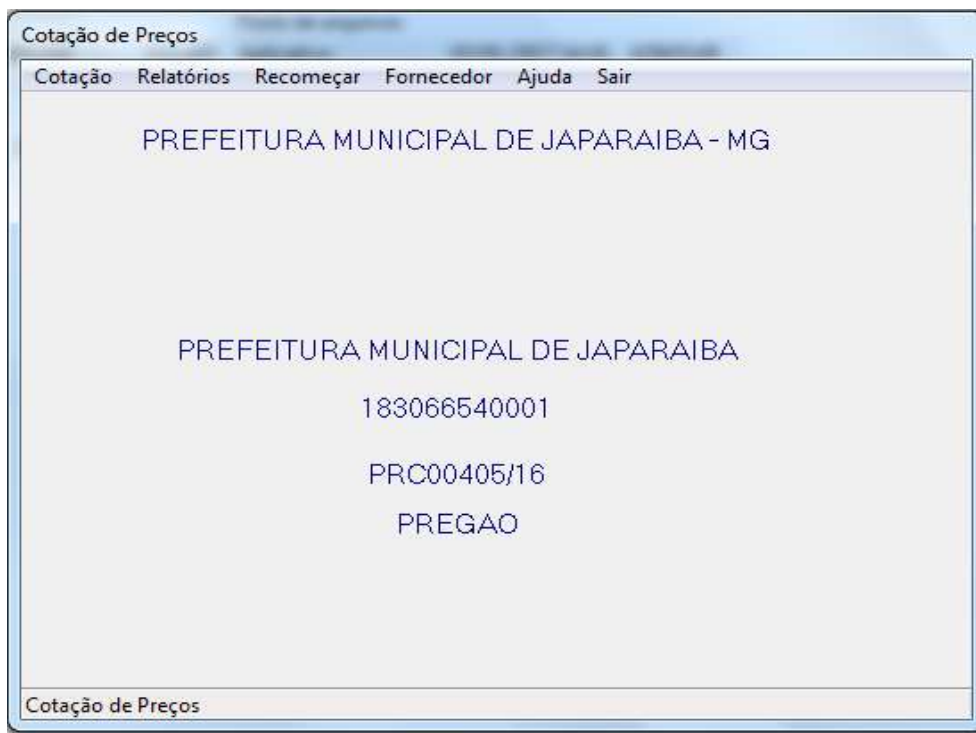 Cotação de Preços
Cotação Relatórios Recomeçar Fornecedor Ajuda Sair
PREFEITURA MUNICIPAL DE JAPARAIBA - MG
PREFEITURA MUNICIPAL DE JAPARAIBA
183066540001
PRC00405/16
PREGAO
Cotação de Preços